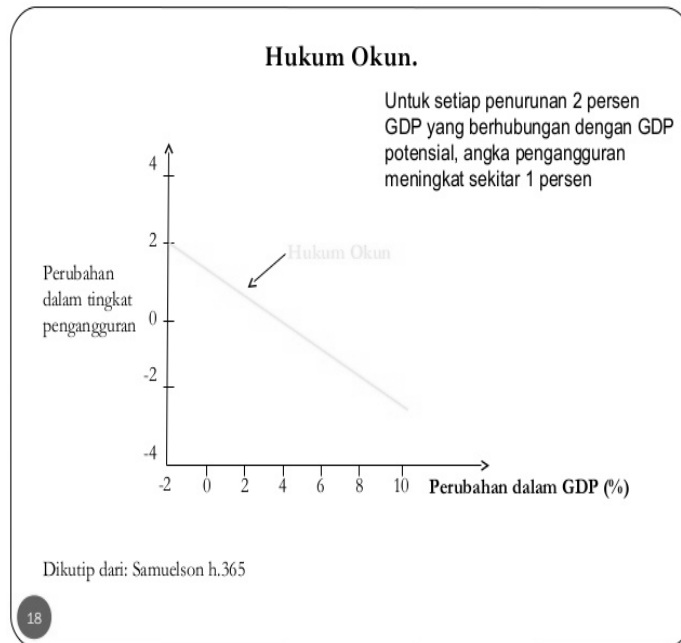 Hukum Okun.
Untuk setiap penurunan 2 persen
GDP yang berhubungan dengan GDP
potensial, angka pengangguran
meningkat sekitar 1 persen
4
2
0
-2
-4
Perubahan
dalam tingkat
pengangguran
Hukum Okun
-2 0 2 4 6 8 10
Perubahan dalam GDP (%)
Dikutip dari: Samuelson h.365
18